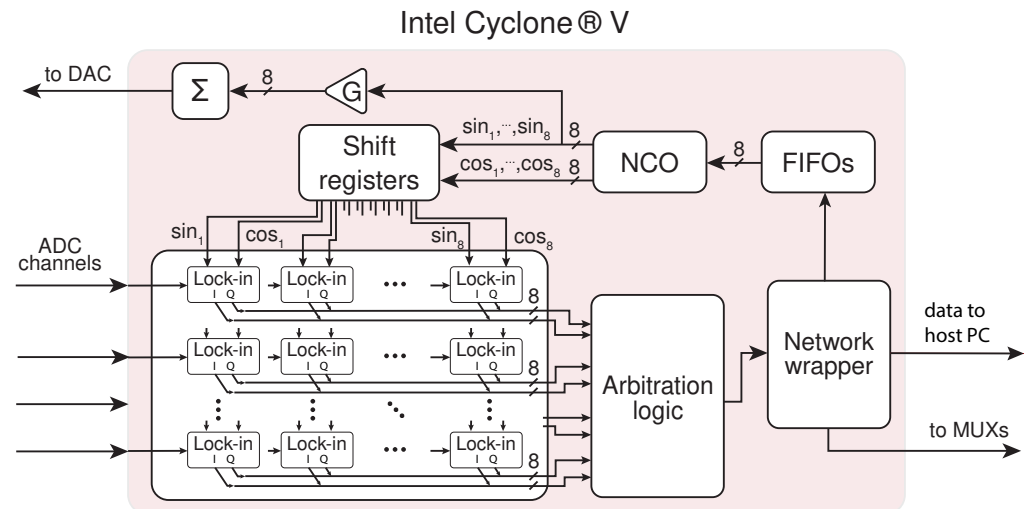 Intel Cyclone ® V
to DAC
Σ
8
G
sin1,...,sin8
8
Shift
registers
cos1,...,cos8
8
NCO
8
FIFOs
sin1
cos1
sin8
cos8
ADC
channels
Lock-in
I Q
Lock-in
I Q
...
Lock-in
I Q
8
Lock-in
I Q
Lock-in
I Q
...
Lock-in
I Q
8
Lock-in
I Q
Lock-in
I Q
...
Lock-in
I Q
8
Arbitration
logic
Network
wrapper
data to
host PC
to MUXs